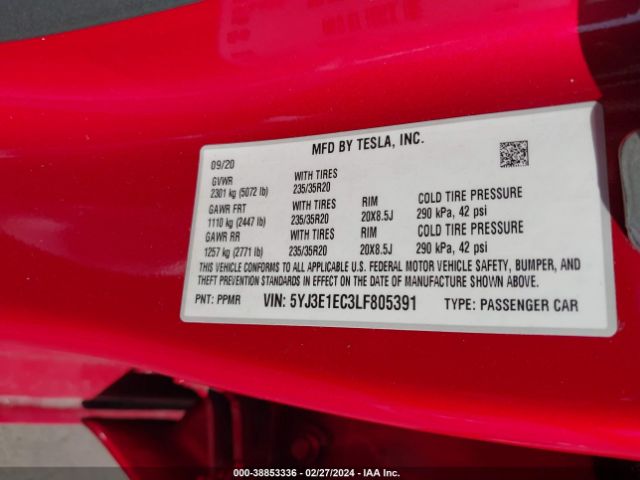 MFD BY TESLA, INC.
09/20
GVWR WITH TIRES
2301 kg (5072 lb) 235/35R20
GAWR FRT WITH TIRES RIM COLD TIRE PRESSURE
1110 kg (2447 lb) 235/35R20 20X8.5J 290 kPa, 42 psi
GAWR RR WITH TIRES RIM COLD TIRE PRESSURE
1257 kg (2771 lb) 235/35R20 20X8.5J 290 kPa, 42 psi
THIS VEHICLE CONFORMS TO ALL APPLICABLE U.S. FEDERAL MOTOR VEHICLE SAFETY, BUMPER, AND
THEFT PREVENTION STANDARDS IN EFFECT ON THE DATE OF MANUFACTURE SHOWN ABOVE.
PNT: PPMR VIN: 5YJ3E1EC3LF805391 TYPE: PASSENGER CAR
000-38853336 - 02/27/2024 - IAA Inc.